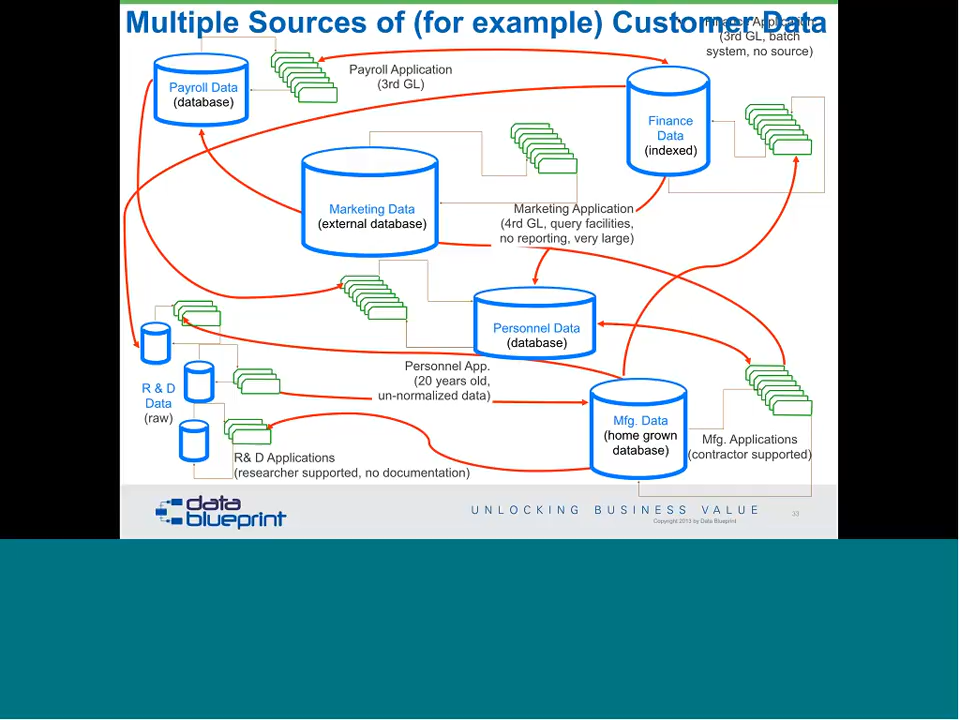 Multiple Sources of (for example) Customer Data
Finance Application
(3rd GL, batch
system, no source)
Payroll Application
(3rd GL)
Payroll Data
(database)
Finance
Data
(indexed)
Marketing Data
(external database)
Marketing Application
(4rd GL, query facilities,
no reporting, very large)
Personnel Data
(database)
Personnel App.
(20 years old,
un-normalized data)
R & D
Data
(raw)
Mfg. Data
(home grown
database)
Mfg. Applications
(contractor supported)
R& D Applications
(researcher supported, no documentation)
data
blueprint
UNLOCKING BUSINESS VALUE
Copyright 2013 by Data Blueprint
33